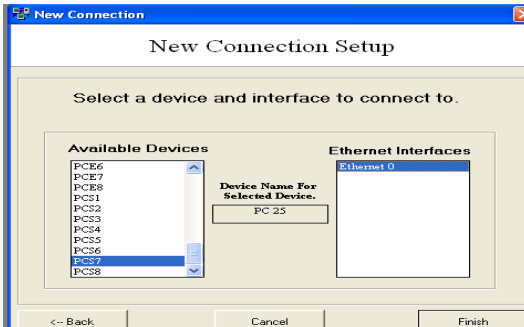 New Connection
New Connection Setup
Select a device and interface to connect to.
Available Devices
PCE6
PCE7
PCE8
PCS1
PCS2
PCS3
PCS4
PCS5
PCS6
PCS7
PCS8
Device Name For
Selected Device.
PC 25
Ethernet Interfaces
Ethernet 0
<-- Back
Cancel
Finish